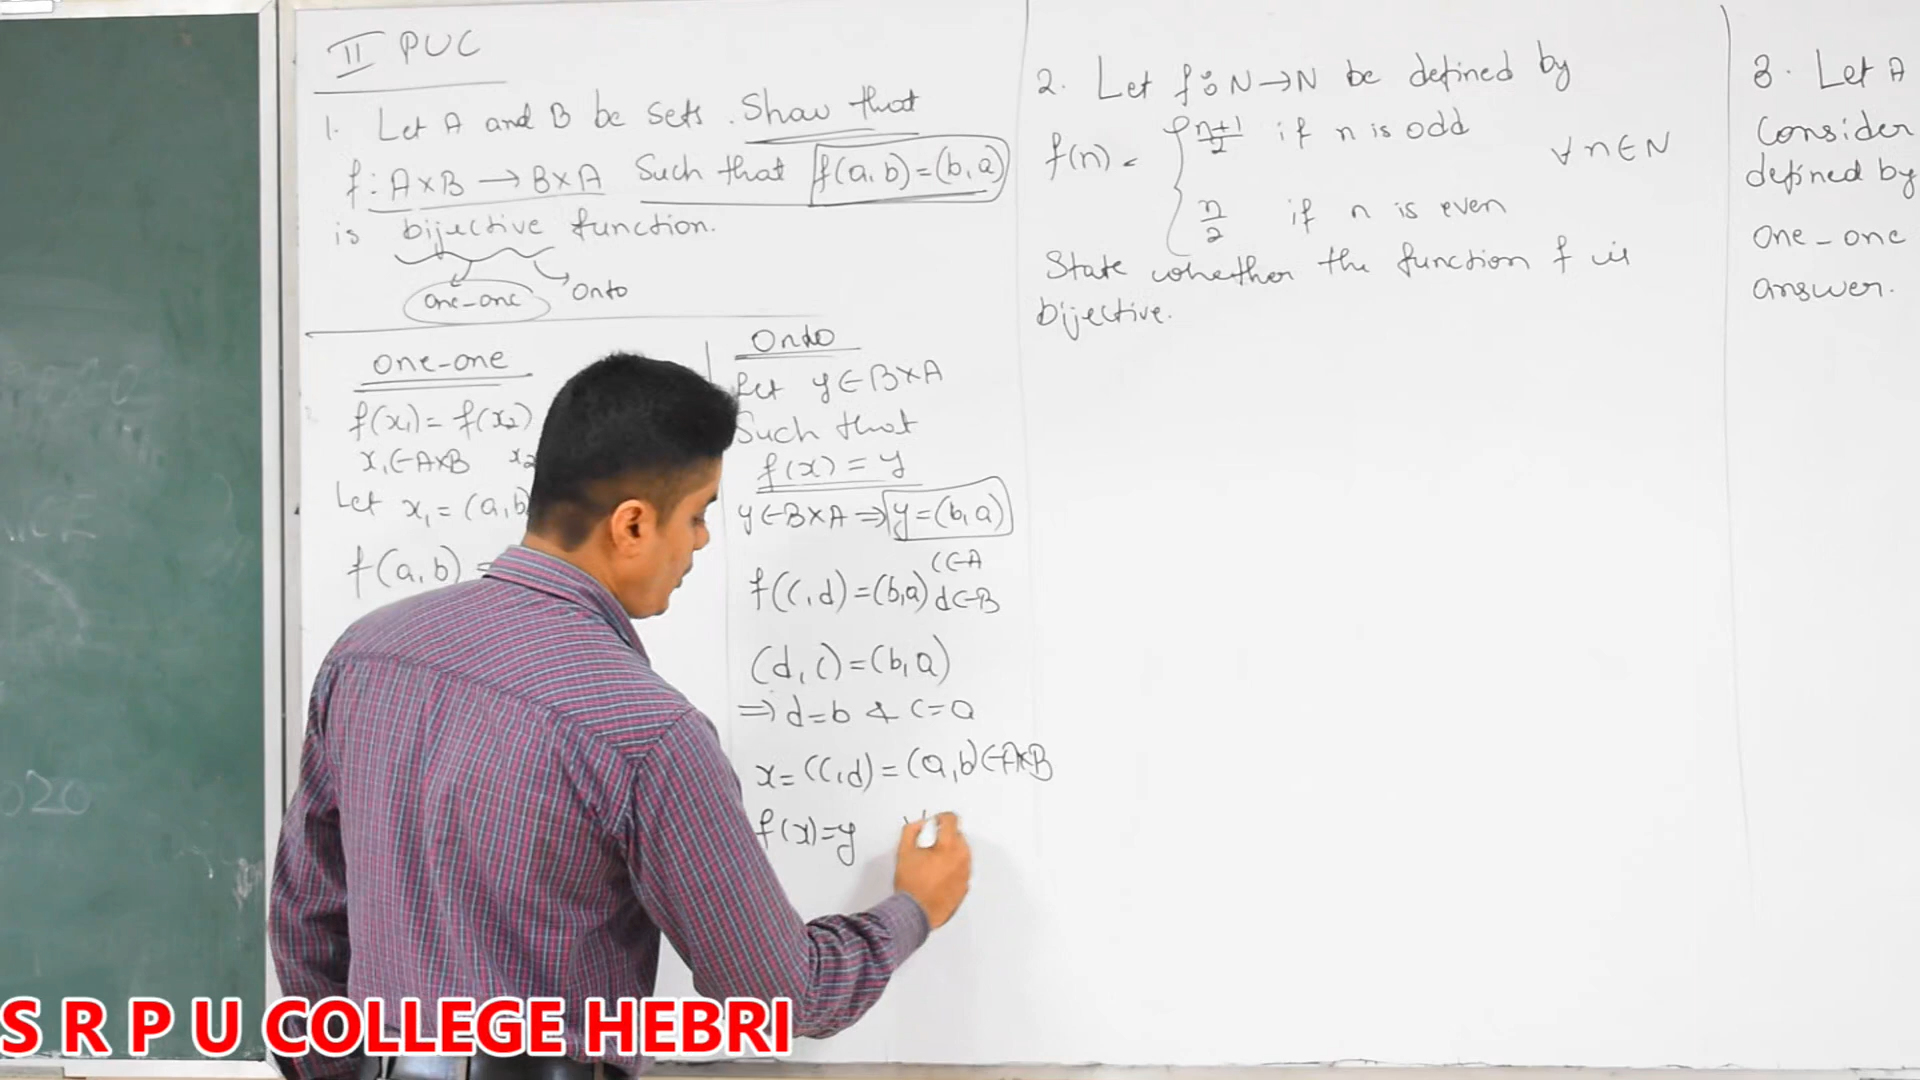 II PUC
1. Let A and B be sets. Show that
f : A×B → B×A Such that f(a,b)=(b,a)
is bijective function.
one-one Onto
one-one
f(x₁) = f(x₂)
x₁∈A×B x₂
Let x₁ = (a,b)
f(a,b) =
Onto
Let y∈B×A
Such that
f(x) = y
y∈B×A ⇒ y=(b,a)
f(c,d)=(b,a) c∈A
d∈B
(d,c)=(b,a)
⇒ d=b & c=a
x=(c,d)=(a,b)∈A×B
f(x)=y
2. Let f: N→N be defined by
f(n) = { n+1/2 if n is odd ∀ n∈N
n/2 if n is even
State whether the function f is
bijective.
3. Let A
Consider
defined by
one-one
answer.
020
S R P U COLLEGE HEBRI